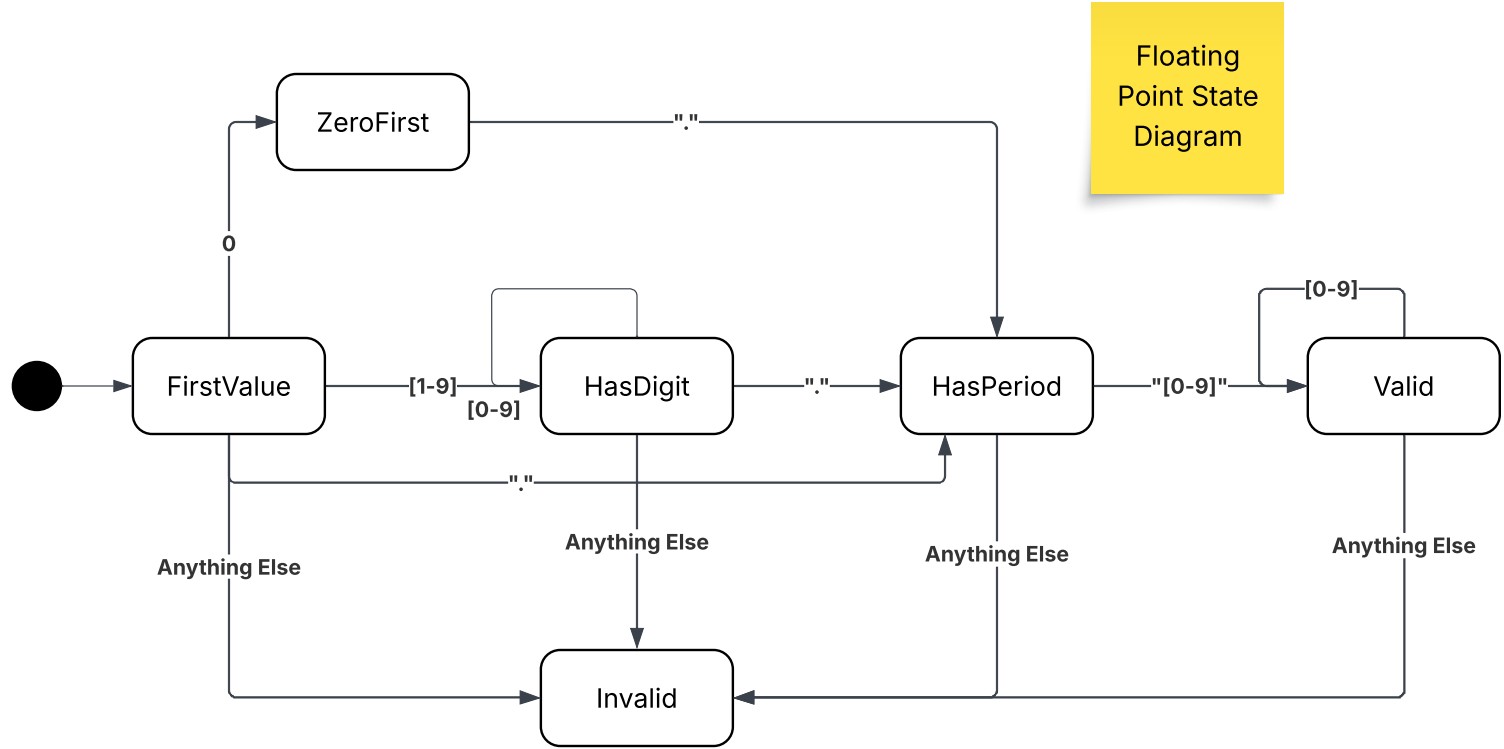 Floating
Point State
Diagram
ZeroFirst
"."
0
[0-9]
FirstValue
[1-9]
[0-9]
HasDigit
"."
HasPeriod
"[0-9]"
Valid
"."
Anything Else
Anything Else
Anything Else
Anything Else
Invalid